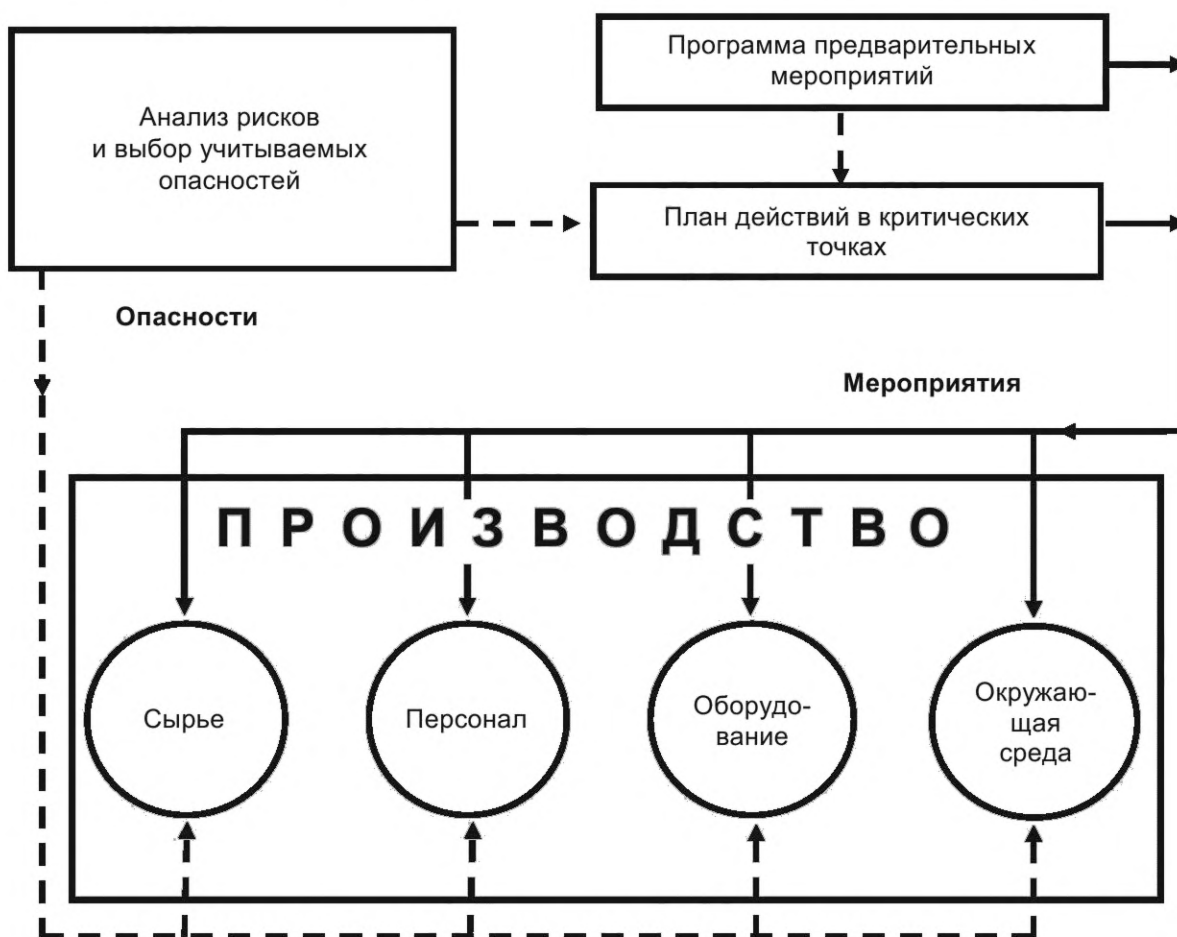 Анализ рисков
и выбор учитываемых
опасностей
Программа предварительных
мероприятий
План действий в критических
точках
Опасности
Мероприятия
ПРОИЗВОДСТВО
Сырье
Персонал
Оборудо-
вание
Окружаю-
щая
среда